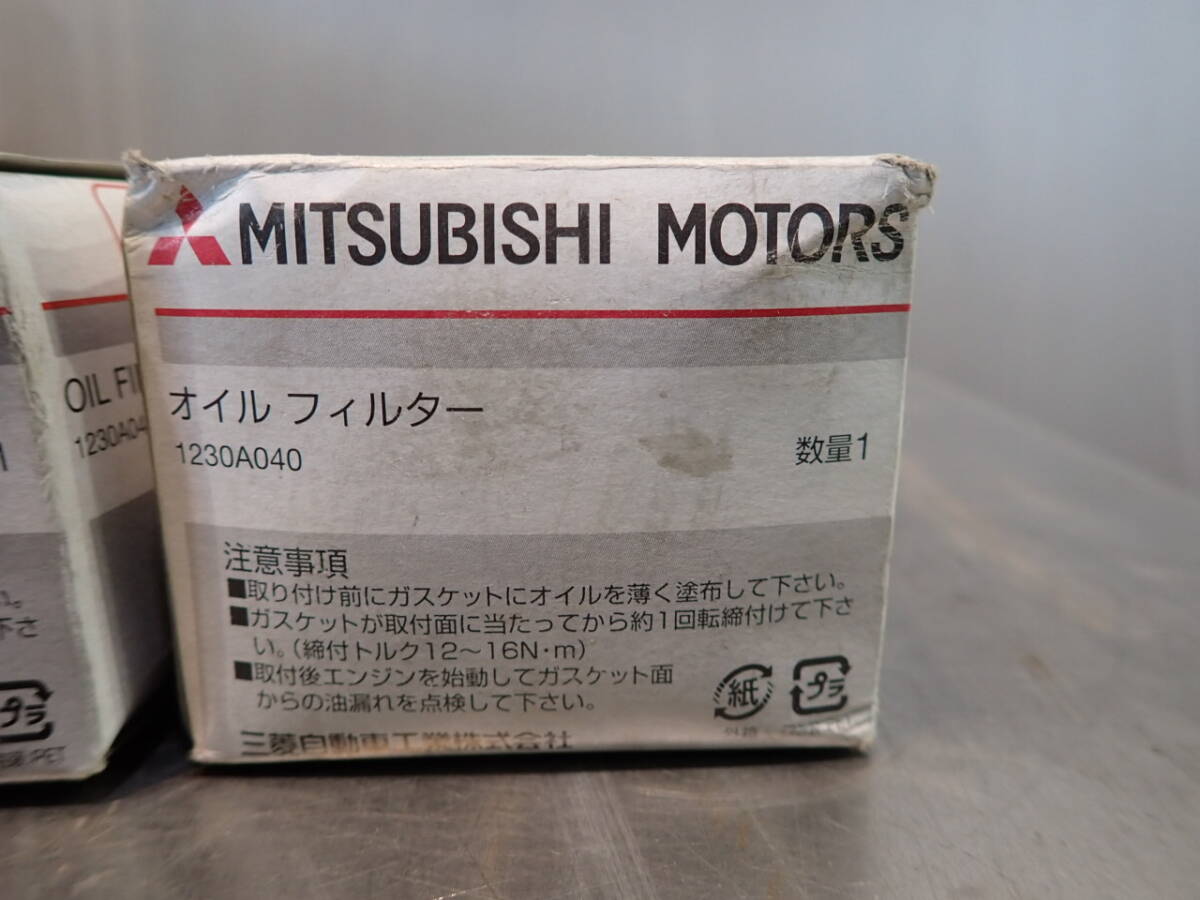 MITSUBISHI MOTORS
オイル フィルター
1230A040
数量1
注意事項
■取り付け前にガスケットにオイルを薄く塗布して下さい。
■ガスケットが取付面に当たってから約1回転締付けて下さ
い。(締付トルク12〜16N・m)
■取付後エンジンを始動してガスケット面
からの油漏れを点検して下さい。
紙
プラ
三菱自動車工業株式会社
OIL
プラ
/PET